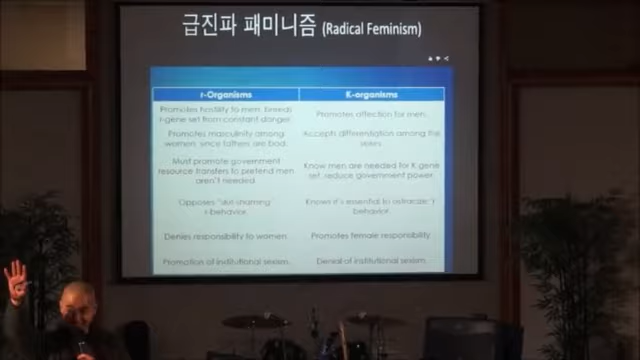 급진파 패미니즘 (Radical Feminism)
r-Organisms
K-organisms
Promotes hostility to men. Breeds
r-gene set from constant danger
Promotes affection for men.
Promotes masculinity among
women, since fathers are bad.
Accepts differentiation among the
sexes.
Must promote government
resource transfers to pretend men
aren't needed.
Know men are needed for K-gene
set, reduce government power.
Opposes "slut-shaming"
r-behavior.
Knows it's essential to ostracize r
behavior.
Denies responsibility to women.
Promotes female responsibility
Promotion of institutional sexism.
Denial of institutional sexism.